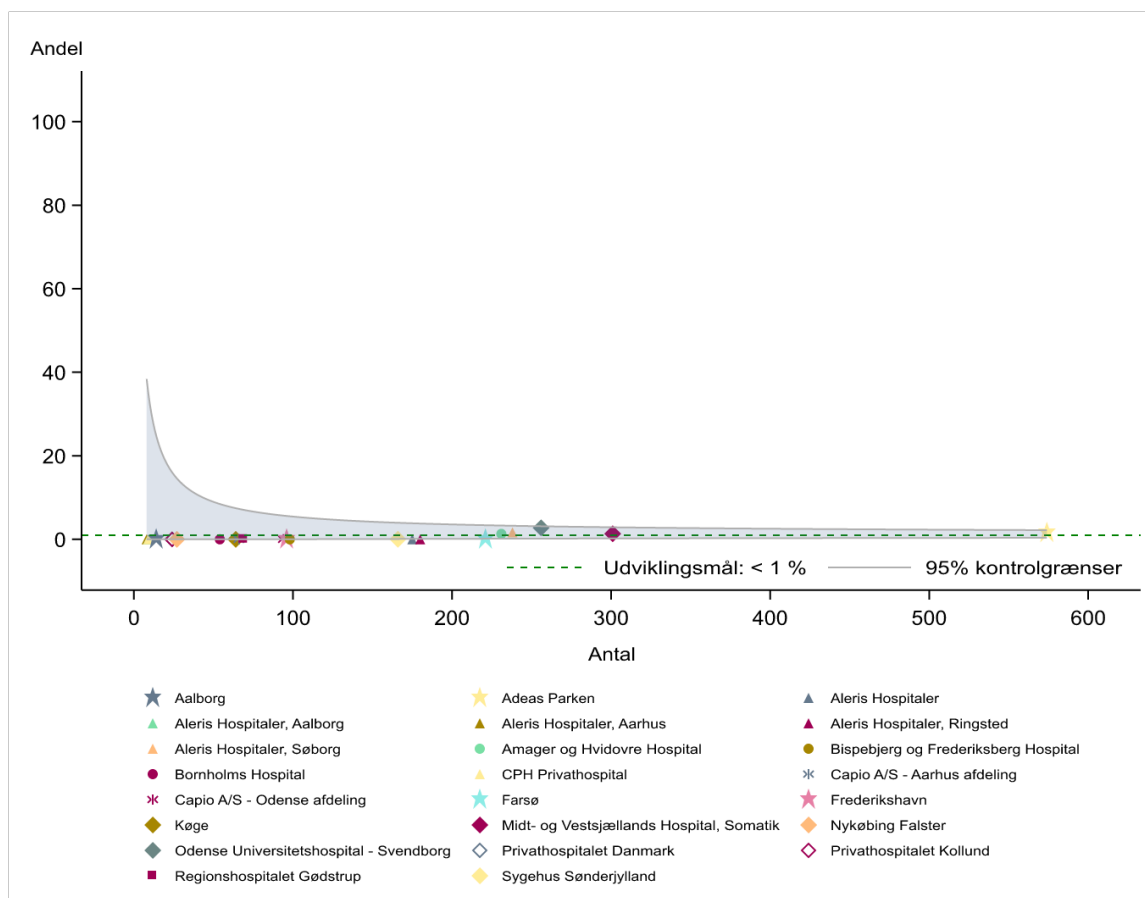 Andel
100
80
60
40
20
0
Udviklingsmål: < 1 % 95% kontrolgrænser
0 100 200 300 400 500 600
Antal
Aalborg Adeas Parken Aleris Hospitaler
Aleris Hospitaler, Aalborg Aleris Hospitaler, Aarhus Aleris Hospitaler, Ringsted
Aleris Hospitaler, Søborg Amager og Hvidovre Hospital Bispebjerg og Frederiksberg Hospital
Bornholms Hospital CPH Privathospital Capio A/S - Aarhus afdeling
Capio A/S - Odense afdeling Farsø Frederikshavn
Køge Midt- og Vestsjællands Hospital, Somatik Nykøbing Falster
Odense Universitetshospital - Svendborg Privathospitalet Danmark Privathospitalet Kollund
Regionshospitalet Gødstrup Sygehus Sønderjylland